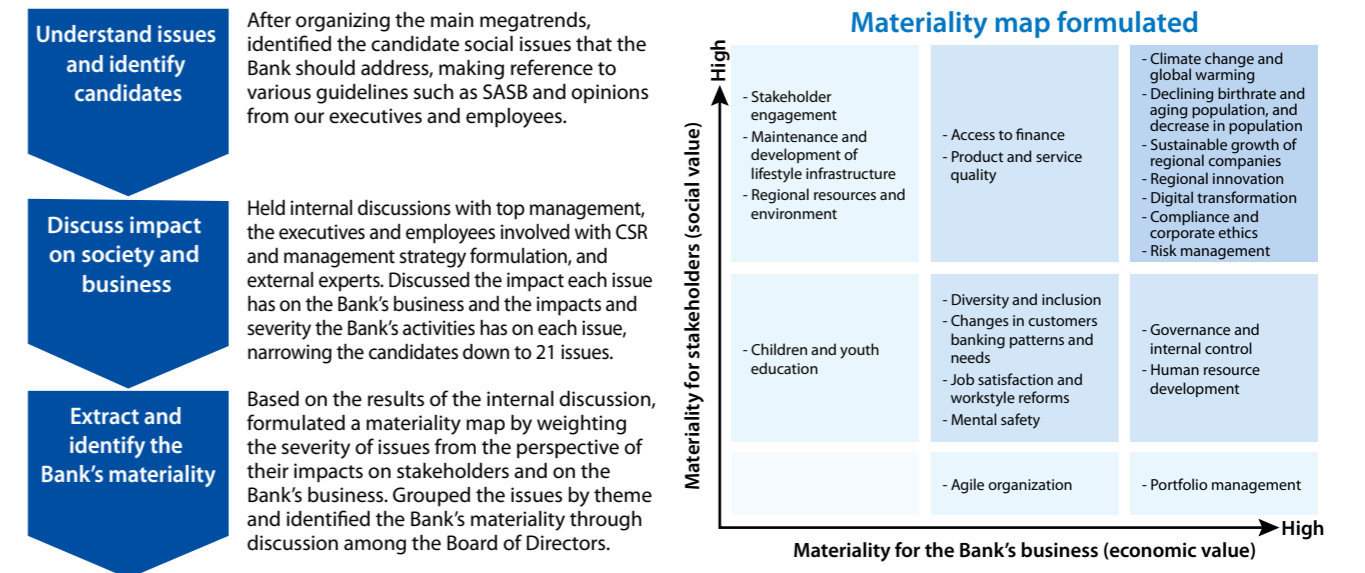 Understand issues
and identify
candidates
After organizing the main megatrends,
identified the candidate social issues that the
Bank should address, making reference to
various guidelines such as SASB and opinions
from our executives and employees.
Discuss impact
on society and
business
Held internal discussions with top management,
the executives and employees involved with CSR
and management strategy formulation, and
external experts. Discussed the impact each issue
has on the Bank’s business and the impacts and
severity the Bank’s activities has on each issue,
narrowing the candidates down to 21 issues.
Extract and
identify the
Bank’s materiality
Based on the results of the internal discussion,
formulated a materiality map by weighting
the severity of issues from the perspective of
their impacts on stakeholders and on the
Bank’s business. Grouped the issues by theme
and identified the Bank’s materiality through
discussion among the Board of Directors.
Materiality map formulated
High
Materiality for stakeholders (social value)
- Stakeholder
engagement
- Maintenance and
development of
lifestyle infrastructure
- Regional resources and
environment
- Access to finance
- Product and service
quality
- Climate change and
global warming
- Declining birthrate and
aging population, and
decrease in population
- Sustainable growth of
regional companies
- Regional innovation
- Digital transformation
- Compliance and
corporate ethics
- Risk management
- Children and youth
education
- Diversity and inclusion
- Changes in customers
banking patterns and
needs
- Job satisfaction and
workstyle reforms
- Mental safety
- Governance and
internal control
- Human resource
development
- Agile organization
- Portfolio management
High
Materiality for the Bank’s business (economic value)